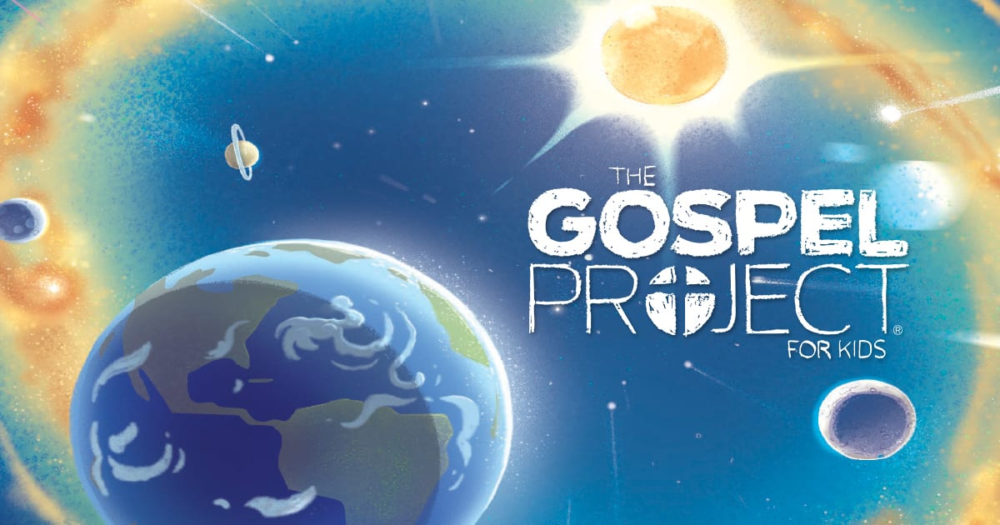 THE
GOSPEL
PROJECT®
FOR KIDS